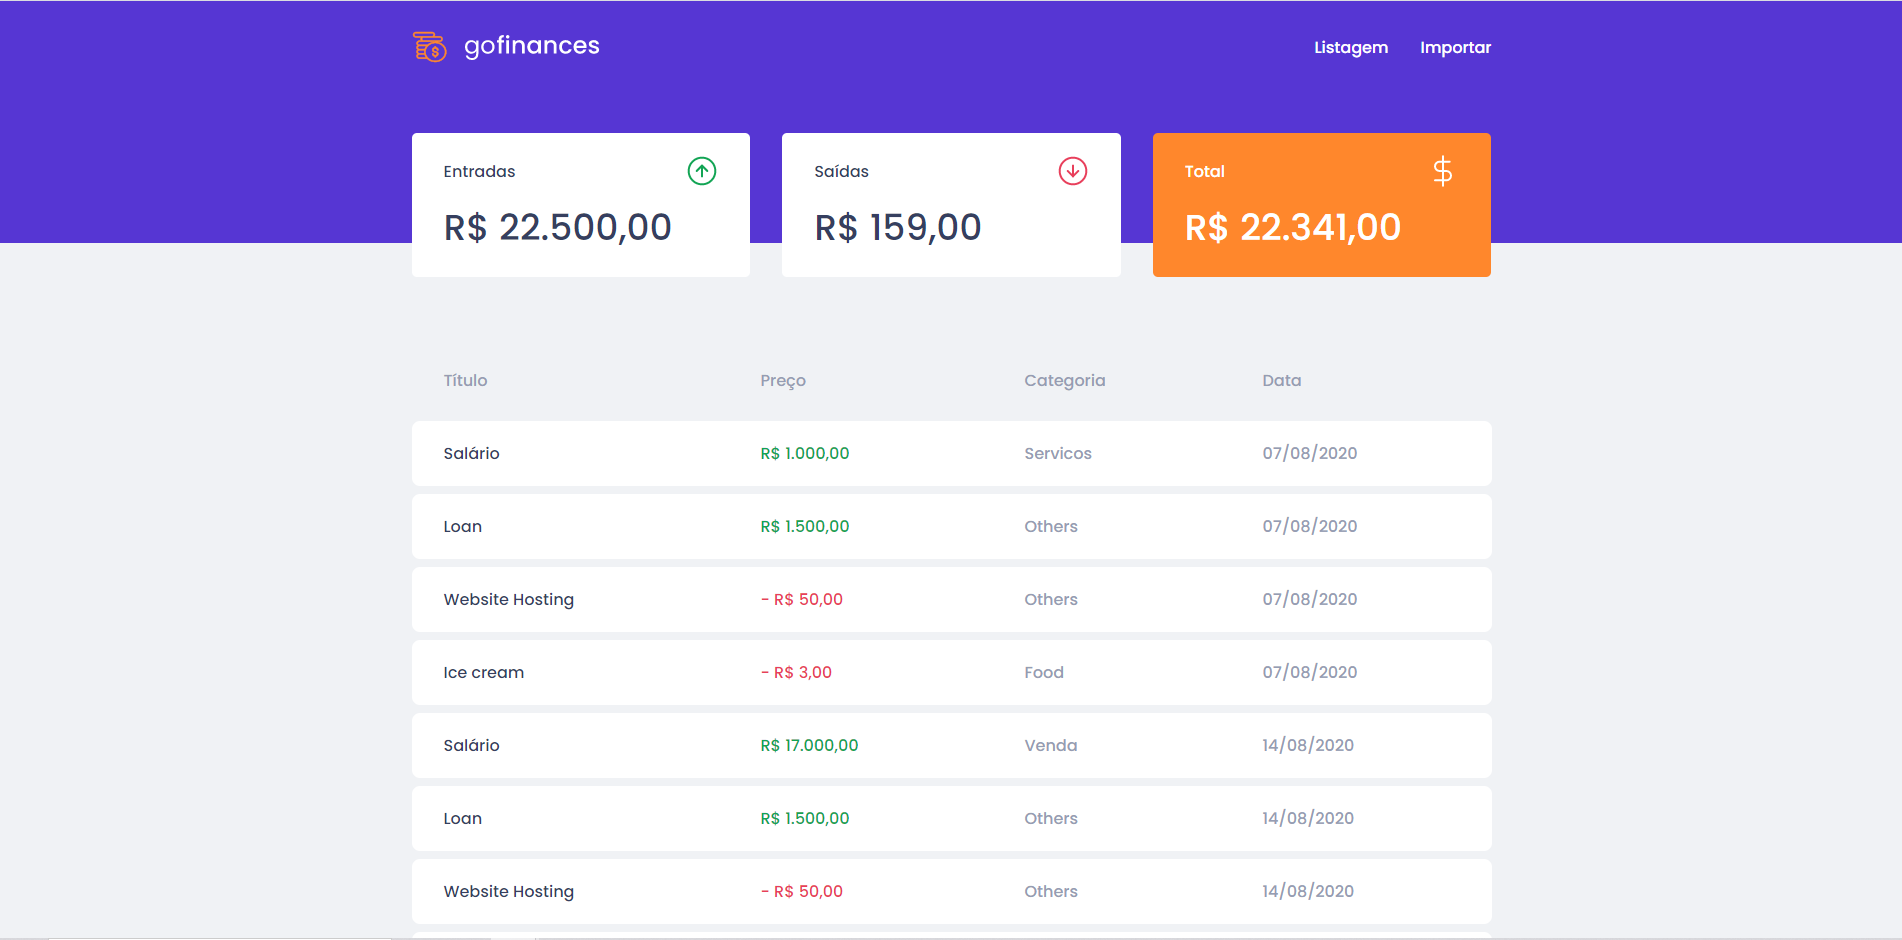 gofinances
Listagem Importar
Entradas
R$ 22.500,00
Saídas
R$ 159,00
Total
$
R$ 22.341,00
Título Preço Categoria Data
Salário R$ 1.000,00 Servicos 07/08/2020
Loan R$ 1.500,00 Others 07/08/2020
Website Hosting - R$ 50,00 Others 07/08/2020
Ice cream - R$ 3,00 Food 07/08/2020
Salário R$ 17.000,00 Venda 14/08/2020
Loan R$ 1.500,00 Others 14/08/2020
Website Hosting - R$ 50,00 Others 14/08/2020